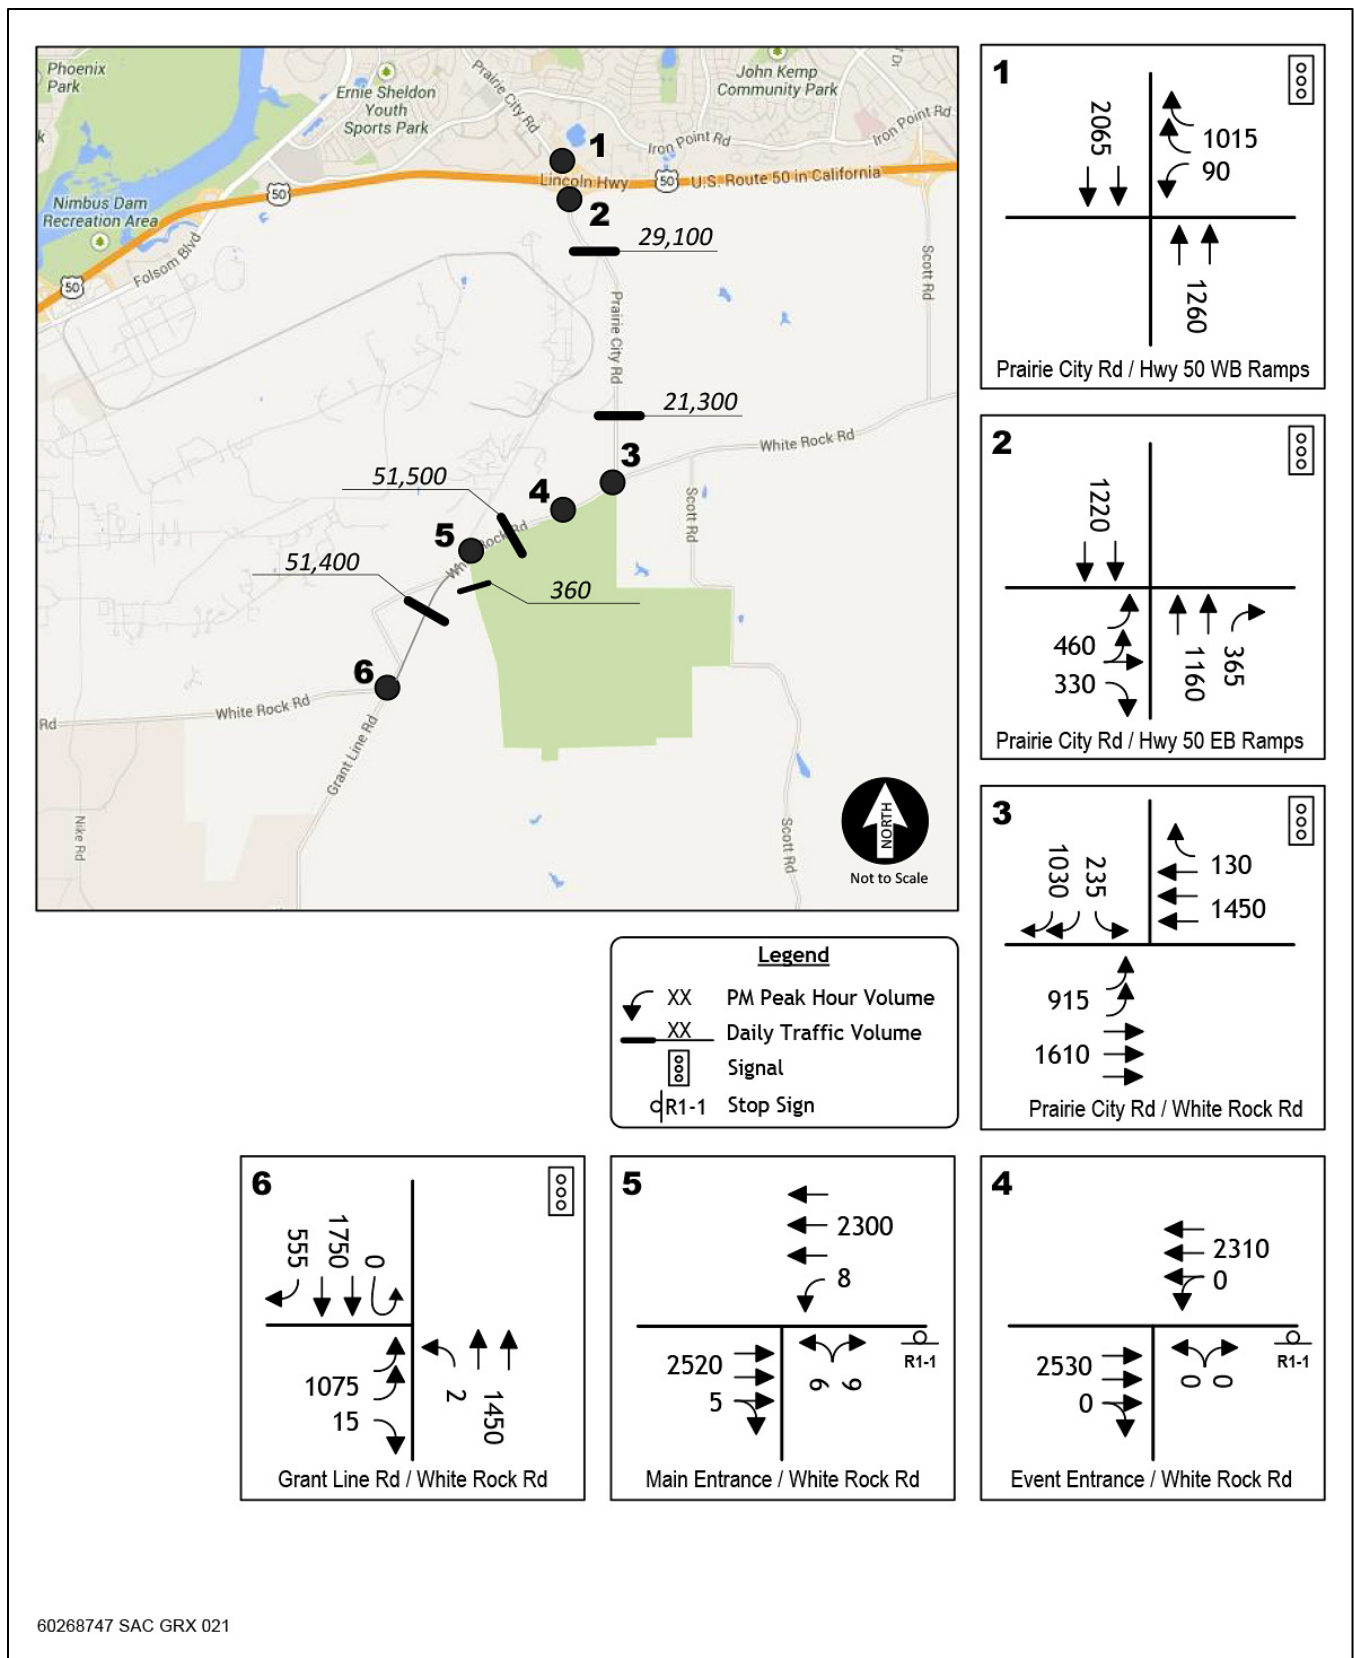 Phoenix
Park
k
Ernie Sheldon
Youth
Sports Park
Prairie City Rd
John Kemp
Community Park
Dr
Iron Point Rd
Iron Point Rd
1
Lincoln Hwy
50
U.S. Route 50 in California
50
Nimbus Dam
Recreation Area
2
29,100
Folsom Blvd
50
Scott Rd
Prairie City Rd
21,300
3
White Rock Rd
51,500
4
Scott Rd
5
White Rock Rd
51,400
360
6
White Rock Rd
Rd
Grant Line Rd
Nike Rd
Scott Rd
NORTH
Not to Scale
1
2065
1015
90
1260
Prairie City Rd / Hwy 50 WB Ramps
2
1220
460
330
1160
365
Prairie City Rd / Hwy 50 EB Ramps
3
1030
235
130
1450
915
1610
Prairie City Rd / White Rock Rd
Legend
XX PM Peak Hour Volume
XX Daily Traffic Volume
Signal
R1-1 Stop Sign
6
555
1750
0
1075
15
2
1450
Grant Line Rd / White Rock Rd
5
2300
8
2520
5
6
9
R1-1
Main Entrance / White Rock Rd
4
2310
0
2530
0
0
0
R1-1
Event Entrance / White Rock Rd
60268747 SAC GRX 021